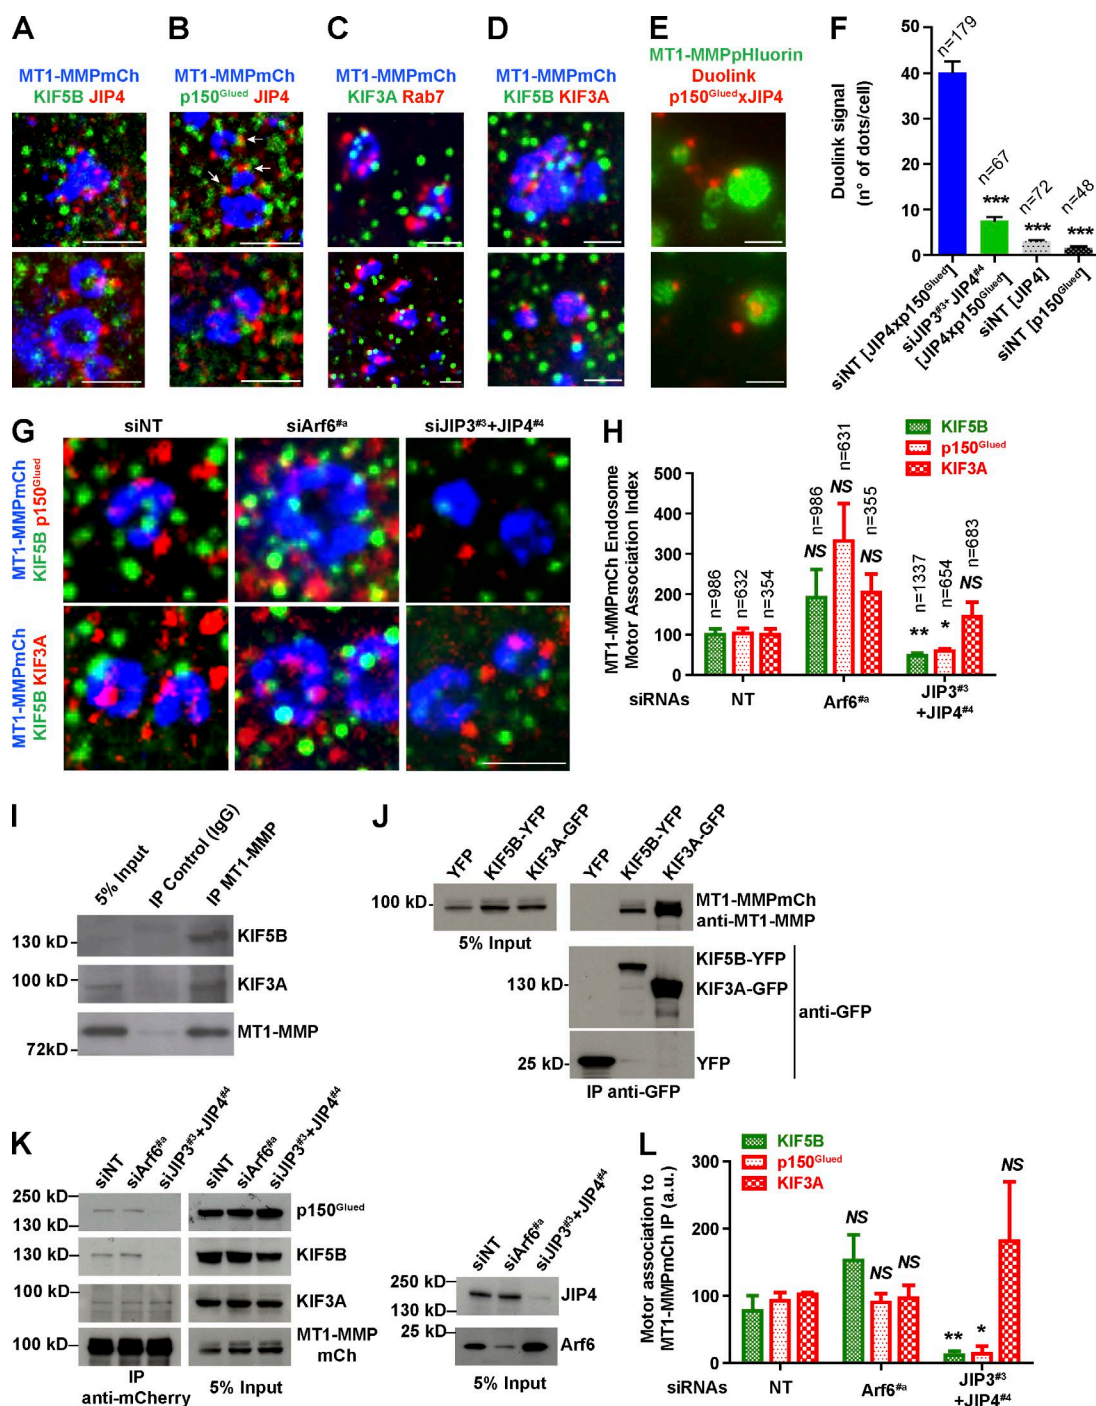 A
MT1-MMPmCh
KIF5B JIP4
B
MT1-MMPmCh
p150Glued JIP4
C
MT1-MMPmCh
KIF3A Rab7
D
MT1-MMPmCh
KIF5B KIF3A
E
MT1-MMPpHluorin
Duolink
p150GluedxJIP4
F
Duolink signal
(n° of dots/cell)
50
40
30
20
10
0
n=179
n=67
n=72
n=48
***
***
***
siNT [JIP4xp150Glued]
siJIP3#3+ JIP4#4
[JIP4xp150Glued]
siNT [JIP4]
siNT [p150Glued]
G
siNT
siArf6#a
siJIP3#3+JIP4#4
MT1-MMPmCh
KIF5B p150Glued
MT1-MMPmCh
KIF5B KIF3A
H
KIF5B
p150Glued
KIF3A
MT1-MMPmCh Endosome
Motor Association Index
500
400
300
200
100
0
n=986
n=632
n=354
n=986
n=631
n=355
NS
NS
NS
n=1337
n=654
n=683
**
*
NS
siRNAs
NT
Arf6#a
JIP3#3
+JIP4#4
I
5% Input
IP Control (IgG)
IP MT1-MMP
130 kD
KIF5B
100 kD
KIF3A
MT1-MMP
72kD
J
YFP
KIF5B-YFP
KIF3A-GFP
YFP
KIF5B-YFP
KIF3A-GFP
100 kD
MT1-MMPmCh
anti-MT1-MMP
5% Input
KIF5B-YFP
130 kD
KIF3A-GFP
anti-GFP
25 kD
YFP
IP anti-GFP
K
siNT
siArf6#a
siJIP3#3+JIP4#4
siNT
siArf6#a
siJIP3#3+JIP4#4
250 kD
130 kD
p150Glued
130 kD
KIF5B
100 kD
KIF3A
100 kD
MT1-MMP
mCh
IP
anti-mCherry
5% Input
siNT
siArf6#a
siJIP3#3+JIP4#4
250 kD
130 kD
JIP4
25 kD
Arf6
5% Input
L
KIF5B
p150Glued
KIF3A
Motor association to
MT1-MMPmCh IP (a.u.)
300
200
100
0
NS
NS
NS
**
*
NS
siRNAs
NT
Arf6#a
JIP3#3
+JIP4#4